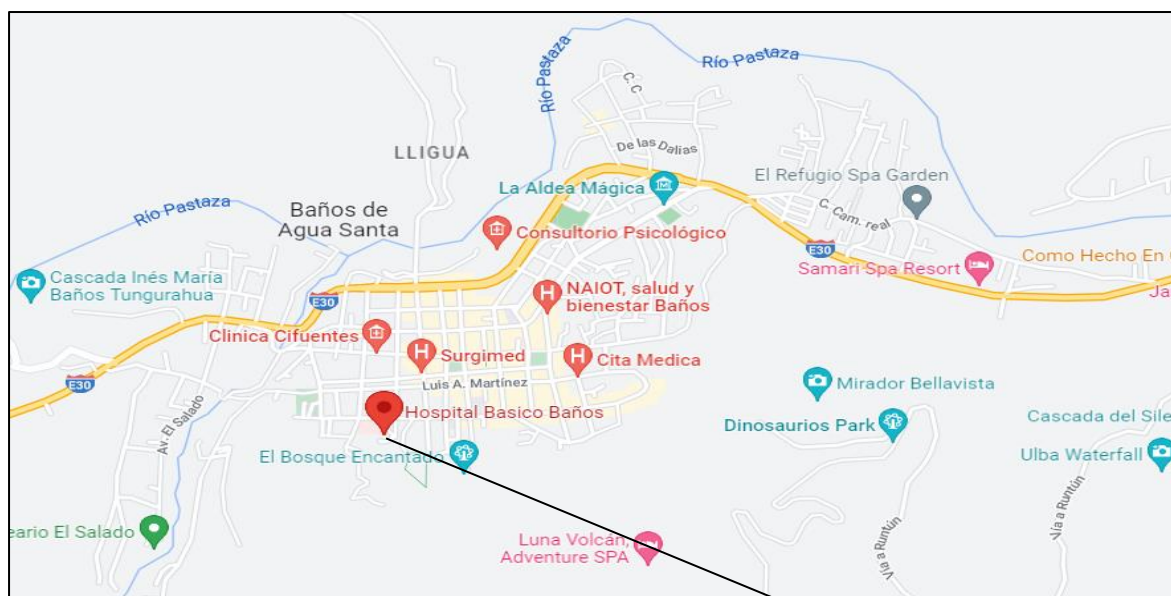 Río Pastaza
Río Pastaza
C. C
De las Dalias
LLIGUA
El Refugio Spa Garden
La Aldea Mágica
Río Pastaza
Baños de
Agua Santa
C. Cam. real
Consultorio Psicológico
E30
Como Hecho En
Samari Spa Resort
Cascada Inés María
Baños Tungurahua
NAIOT, salud y
bienestar Baños
Ja
E30
Clinica Cifuentes
Surgimed
Cita Medica
E30
Luis A. Martínez
Mirador Bellavista
Av. El Salado
Hospital Basico Baños
Dinosaurios Park
Cascada del Sile
El Bosque Encantado
Ulba Waterfall
eario El Salado
Luna Volcán,
Adventure SPA
Vía a Runtún
Vía a Runtún